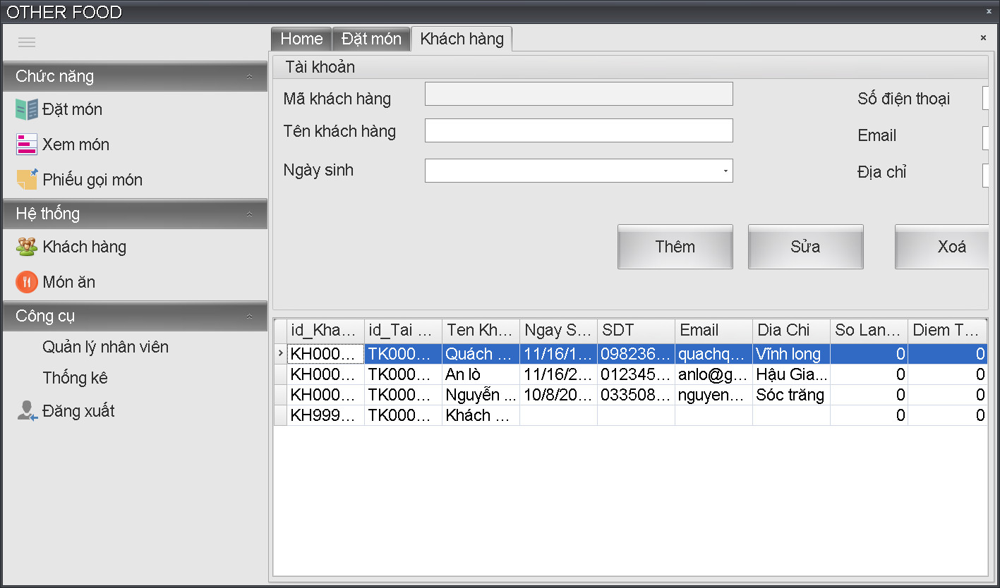 OTHER FOOD
Chức năng
Đặt món
Xem món
Phiếu gọi món
Hệ thống
Khách hàng
Món ăn
Công cụ
Quản lý nhân viên
Thống kê
Đăng xuất
Home Đặt món Khách hàng
Tài khoản
Mã khách hàng Số điện thoại
Tên khách hàng Email
Ngày sinh Địa chỉ
Thêm Sửa Xoá
id_Kha... id_Tai ... Ten Kh... Ngay S... SDT Email Dia Chi So Lan... Diem T...
KH000... TK000... Quách ... 11/16/1... 098236... quachq... Vĩnh long 0 0
KH000... TK000... An lò 11/16/2... 012345... anlo@g... Hậu Gia... 0 0
KH000... TK000... Nguyễn ... 10/8/20... 033508... nguyen... Sóc trăng 0 0
KH999... TK000... Khách ... 0 0